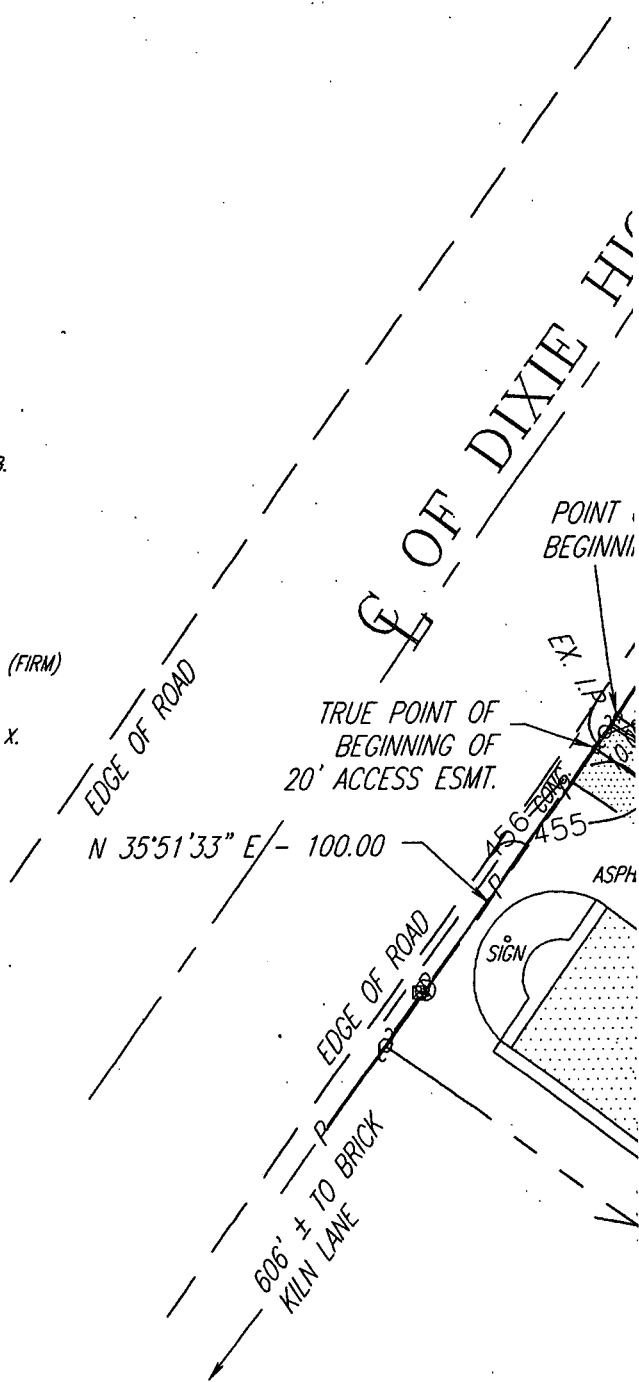 ℄ OF DIXIE HI
POINT
BEGINNI
EX. I.P
(FIRM)
X.
EDGE OF ROAD
TRUE POINT OF
BEGINNING OF
20' ACCESS ESMT.
N 35°51'33" E - 100.00
CONC
456
455
ASPH
SIGN
EDGE OF ROAD
P
P
P
606' ± TO BRICK
KILN LANE